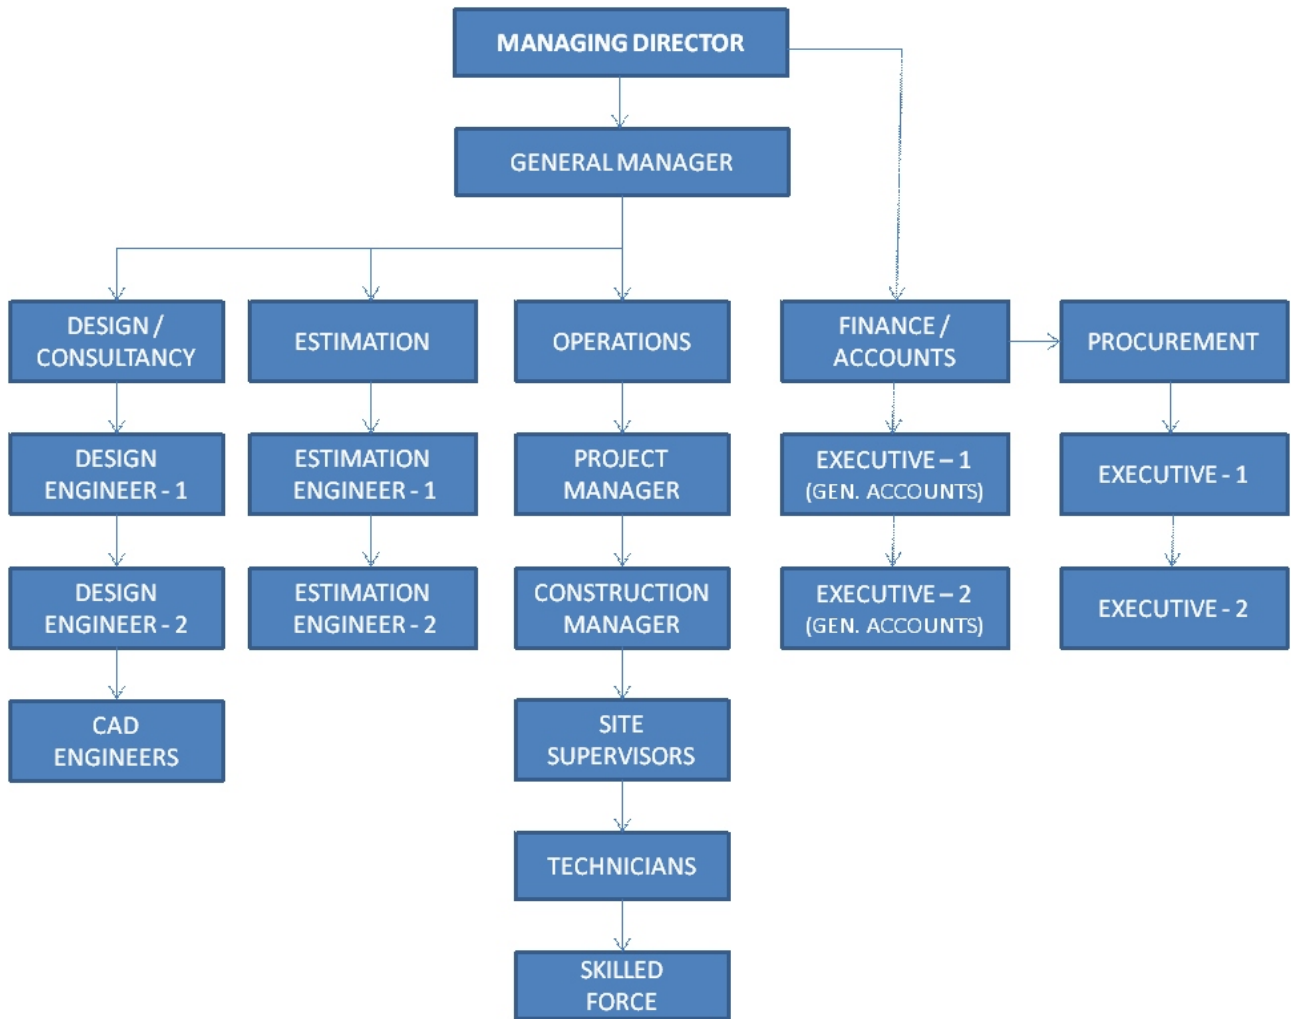 MANAGING DIRECTOR
GENERAL MANAGER
DESIGN /
CONSULTANCY
ESTIMATION
OPERATIONS
FINANCE /
ACCOUNTS
PROCUREMENT
DESIGN
ENGINEER - 1
ESTIMATION
ENGINEER - 1
PROJECT
MANAGER
EXECUTIVE – 1
(GEN. ACCOUNTS)
EXECUTIVE - 1
DESIGN
ENGINEER - 2
ESTIMATION
ENGINEER - 2
CONSTRUCTION
MANAGER
EXECUTIVE – 2
(GEN. ACCOUNTS)
EXECUTIVE - 2
CAD
ENGINEERS
SITE
SUPERVISORS
TECHNICIANS
SKILLED
FORCE